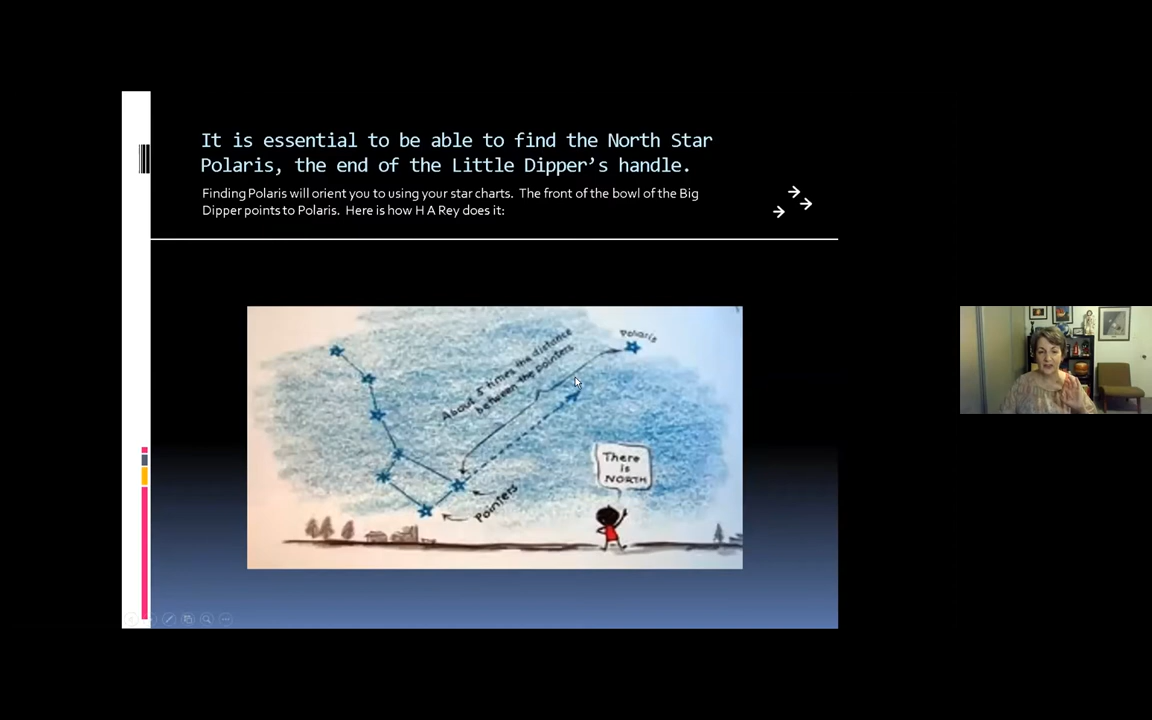 It is essential to be able to find the North Star
Polaris, the end of the Little Dipper's handle.
Finding Polaris will orient you to using your star charts. The front of the bowl of the Big
Dipper points to Polaris. Here is how H A Rey does it:
Polaris
About 5 times the distance
between the pointers
There
is
NORTH
Pointers